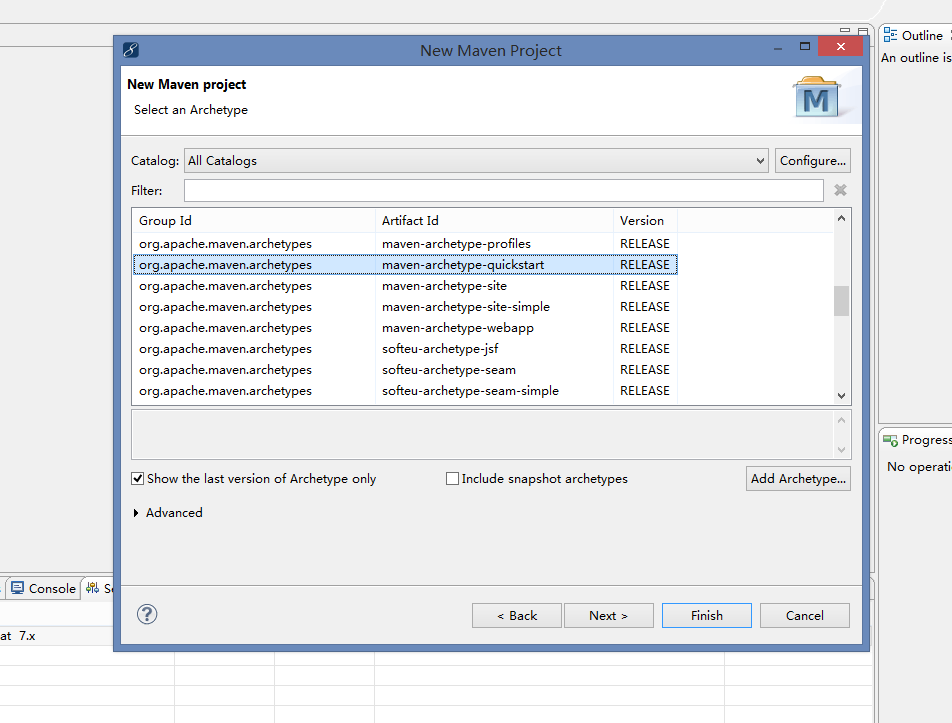 New Maven Project
Outline
An outline is
New Maven project
Select an Archetype
M
Catalog: All Catalogs Configure...
Filter:
Group Id Artifact Id Version
org.apache.maven.archetypes maven-archetype-profiles RELEASE
org.apache.maven.archetypes maven-archetype-quickstart RELEASE
org.apache.maven.archetypes maven-archetype-site RELEASE
org.apache.maven.archetypes maven-archetype-site-simple RELEASE
org.apache.maven.archetypes maven-archetype-webapp RELEASE
org.apache.maven.archetypes softeu-archetype-jsf RELEASE
org.apache.maven.archetypes softeu-archetype-seam RELEASE
org.apache.maven.archetypes softeu-archetype-seam-simple RELEASE
Progress
No operati
Show the last version of Archetype only Include snapshot archetypes Add Archetype...
Advanced
Console Se
at 7.x
< Back Next > Finish Cancel